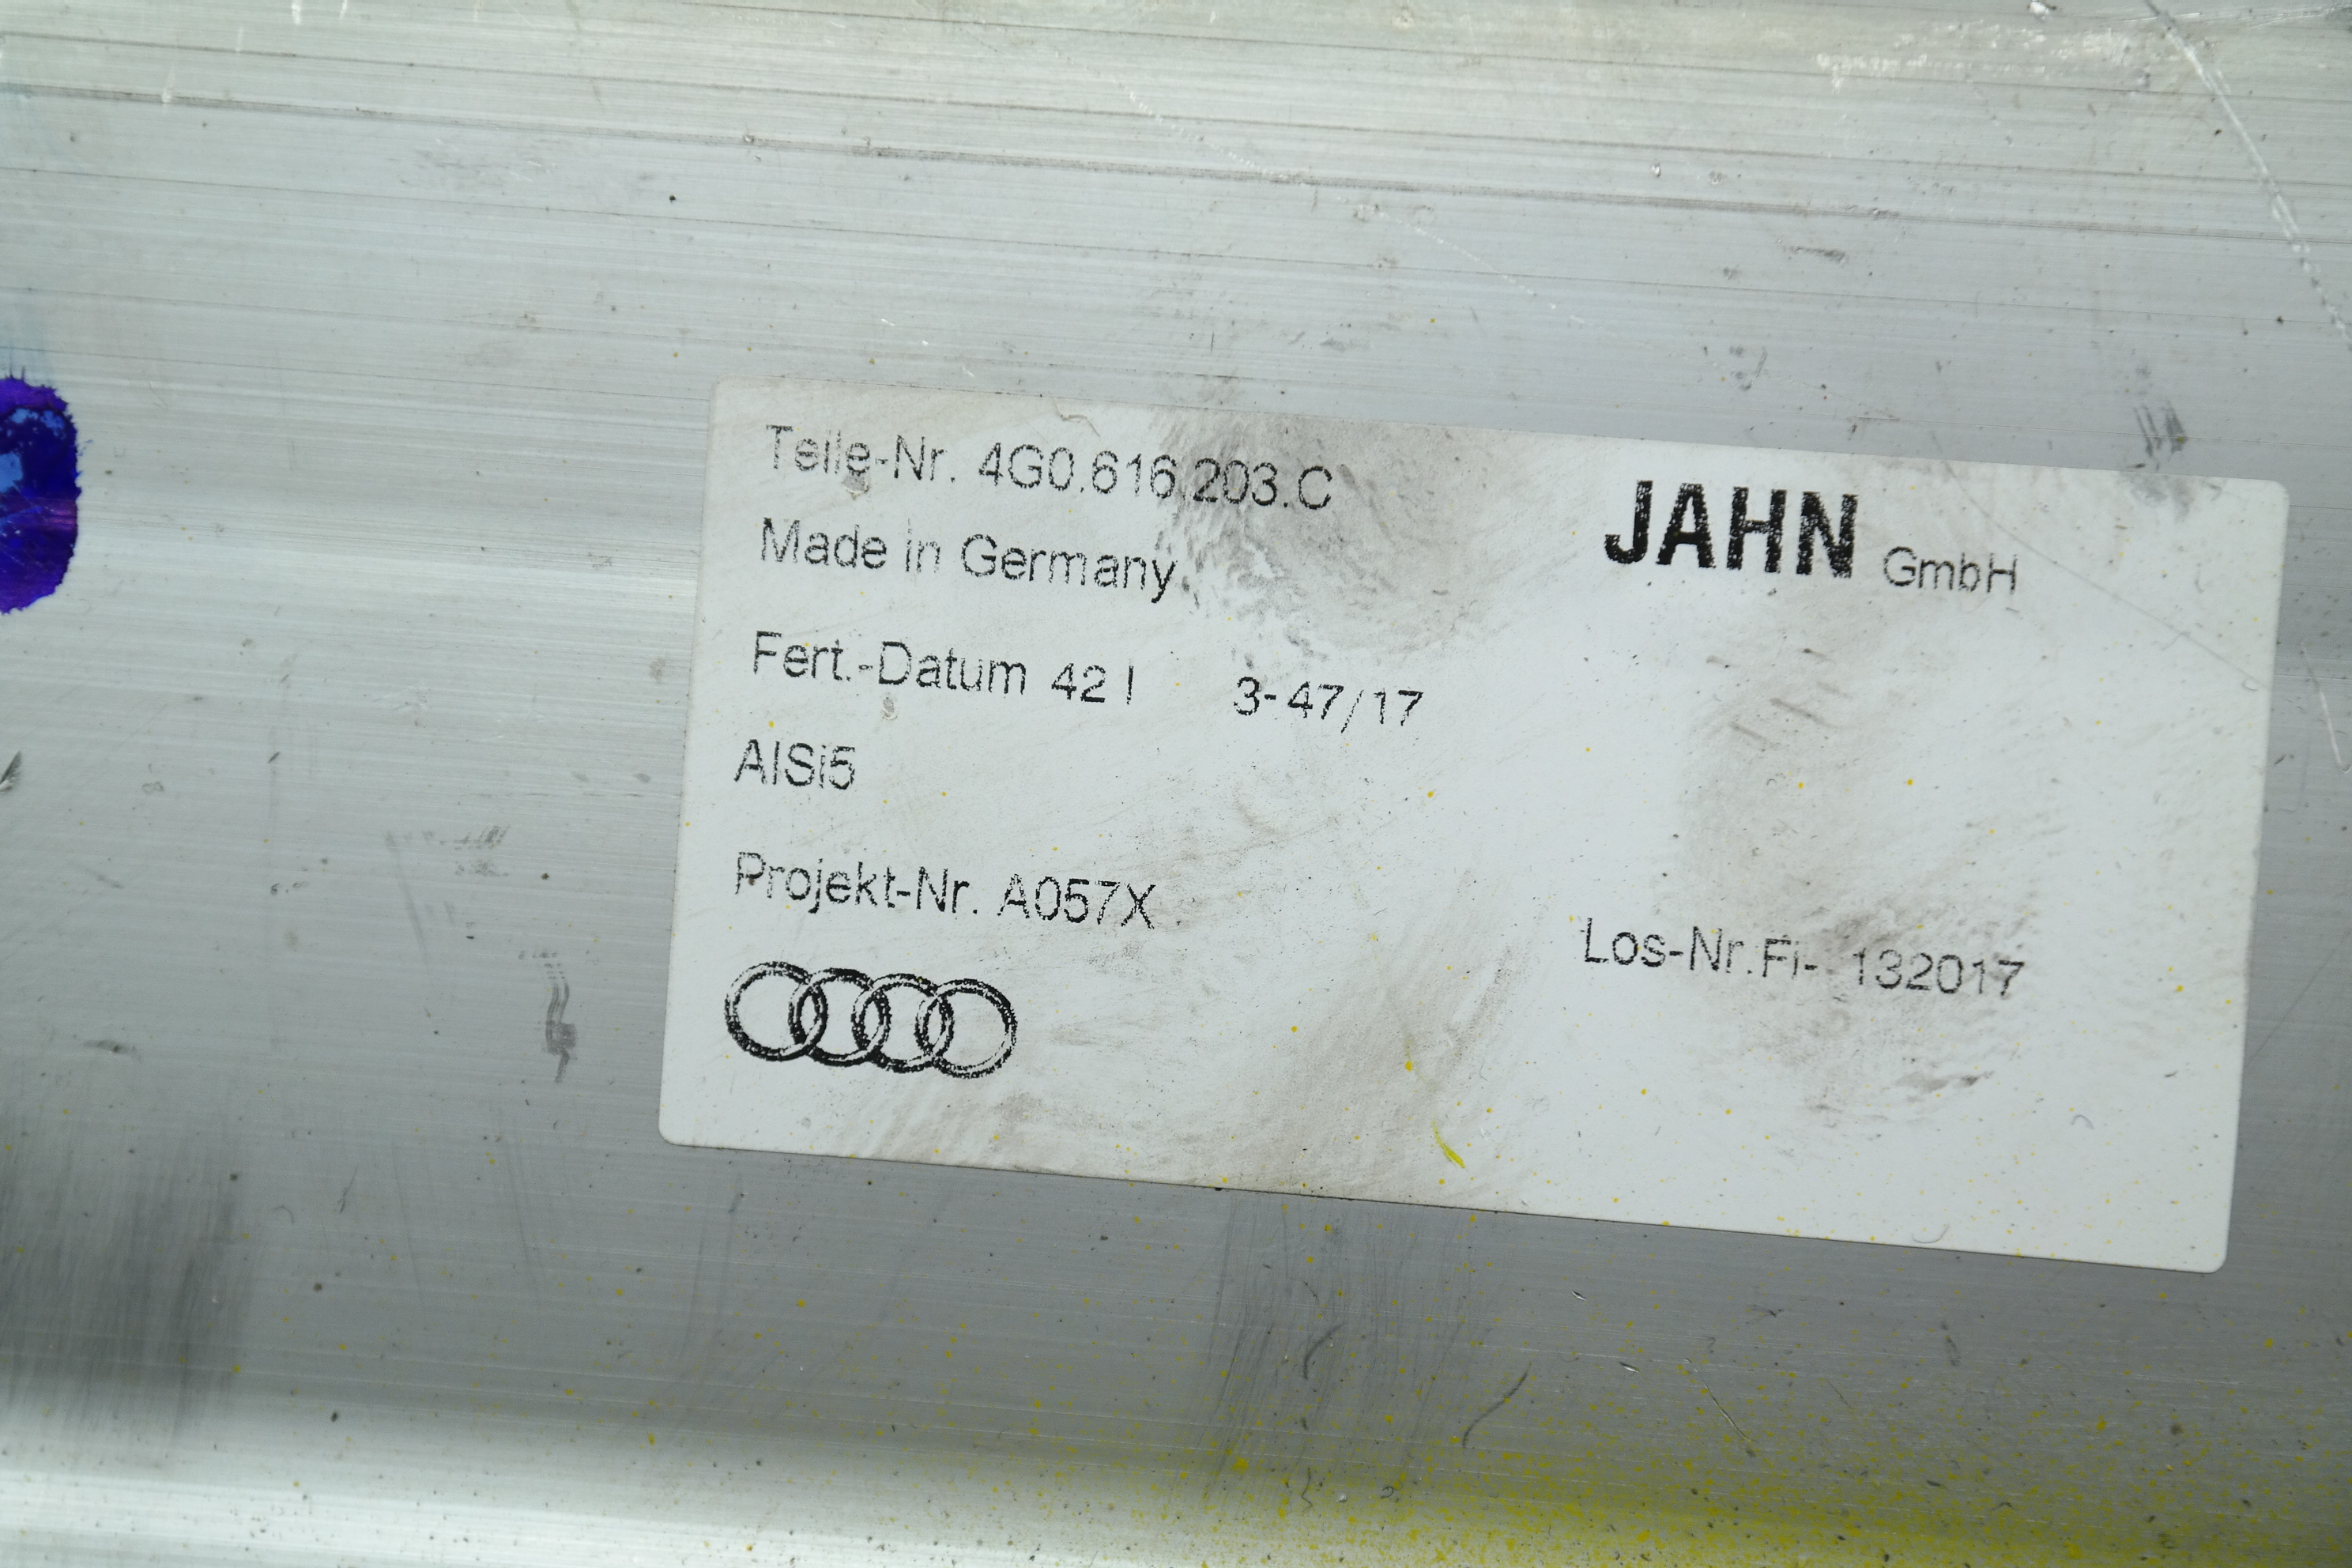 Teile-Nr. 4G0.616.203.C
Made in Germany
JAHN GmbH
Fert.-Datum 42 I 3-47/17
AlSi5
Projekt-Nr. A057X
Los-Nr.Fi- 132017